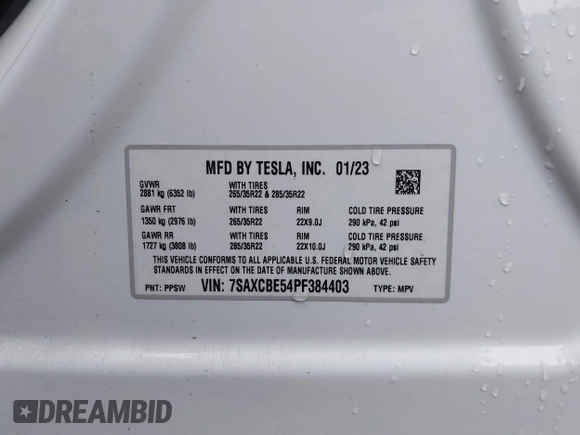 MFD BY TESLA, INC. 01/23
GVWR WITH TIRES
2881 kg (6352 lb) 265/35R22 & 285/35R22
GAWR FRT WITH TIRES RIM COLD TIRE PRESSURE
1350 kg (2976 lb) 265/35R22 22X9.0J 290 kPa, 42 psi
GAWR RR WITH TIRES RIM COLD TIRE PRESSURE
1727 kg (3808 lb) 285/35R22 22X10.0J 290 kPa, 42 psi
THIS VEHICLE CONFORMS TO ALL APPLICABLE U.S. FEDERAL MOTOR VEHICLE SAFETY
STANDARDS IN EFFECT ON THE DATE OF MANUFACTURE SHOWN ABOVE.
PNT: PPSW VIN: 7SAXCBE54PF384403 TYPE: MPV
DREAMBID